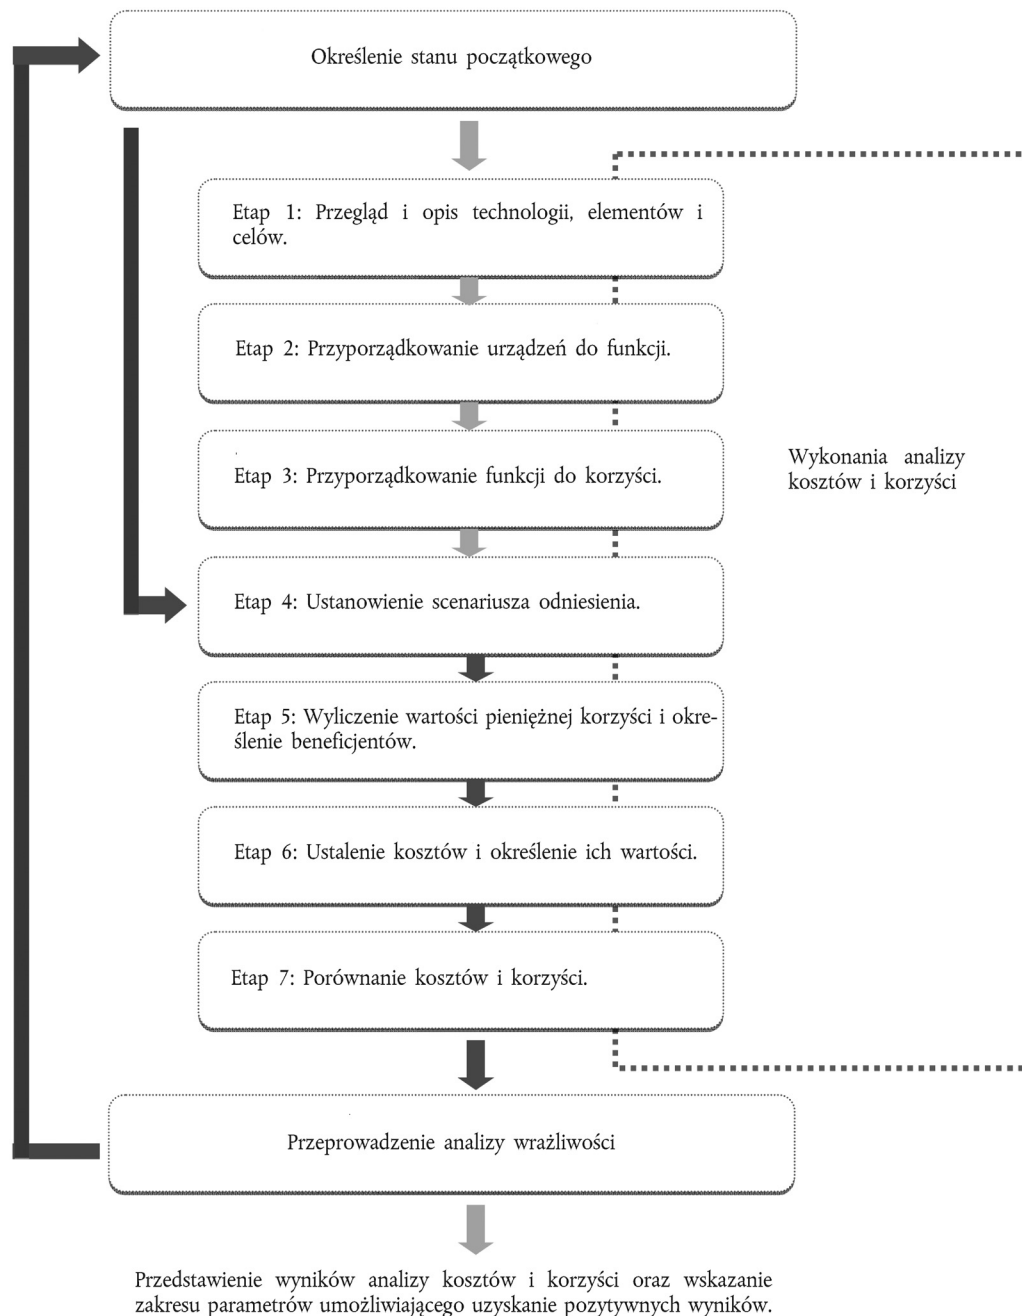 Określenie stanu początkowego
Etap 1: Przegląd i opis technologii, elementów i
celów.
Etap 2: Przyporządkowanie urządzeń do funkcji.
Etap 3: Przyporządkowanie funkcji do korzyści.
Wykonania analizy
kosztów i korzyści
Etap 4: Ustanowienie scenariusza odniesienia.
Etap 5: Wyliczenie wartości pieniężnej korzyści i okre-
ślenie beneficjentów.
Etap 6: Ustalenie kosztów i określenie ich wartości.
Etap 7: Porównanie kosztów i korzyści.
Przeprowadzenie analizy wrażliwości
Przedstawienie wyników analizy kosztów i korzyści oraz wskazanie
zakresu parametrów umożliwiającego uzyskanie pozytywnych wyników.